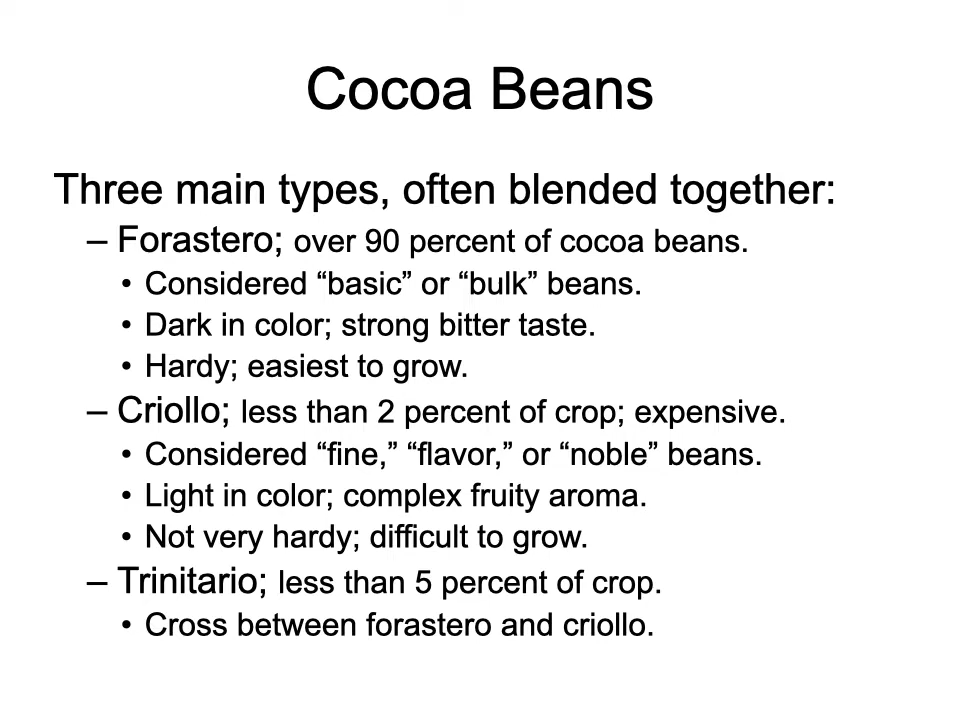 Cocoa Beans
Three main types, often blended together:
– Forastero; over 90 percent of cocoa beans.
• Considered “basic” or “bulk” beans.
• Dark in color; strong bitter taste.
• Hardy; easiest to grow.
– Criollo; less than 2 percent of crop; expensive.
• Considered “fine,” “flavor,” or “noble” beans.
• Light in color; complex fruity aroma.
• Not very hardy; difficult to grow.
– Trinitario; less than 5 percent of crop.
• Cross between forastero and criollo.